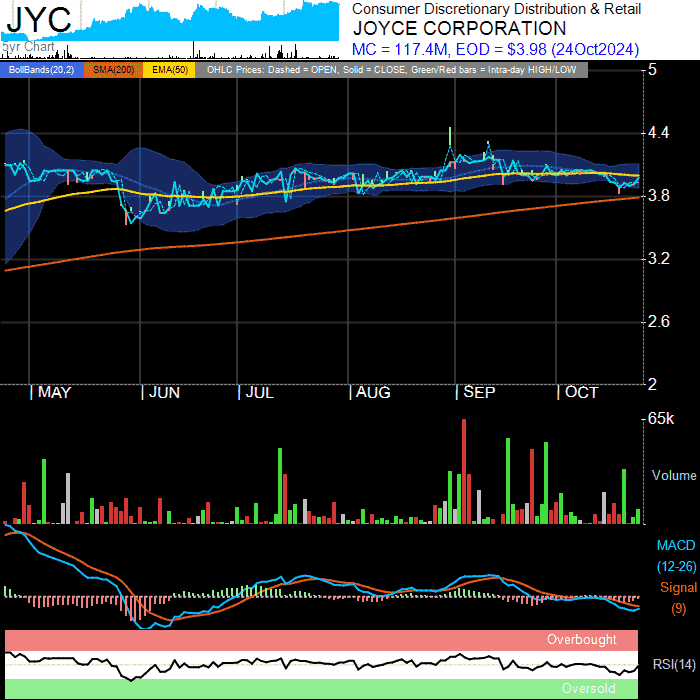 JYC
5yr Chart
Consumer Discretionary Distribution & Retail
JOYCE CORPORATION
MC = 117.4M, EOD = $3.98 (24Oct2024)
BollBands(20,2) SMA(200) EMA(50) OHLC Prices: Dashed = OPEN, Solid = CLOSE, Green/Red bars = Intra-day HIGH/LOW
5
4.4
3.8
3.2
2.6
2
MAY JUN JUL AUG SEP OCT
65k
Volume
MACD
(12-26)
Signal
(9)
Overbought
RSI(14)
Oversold